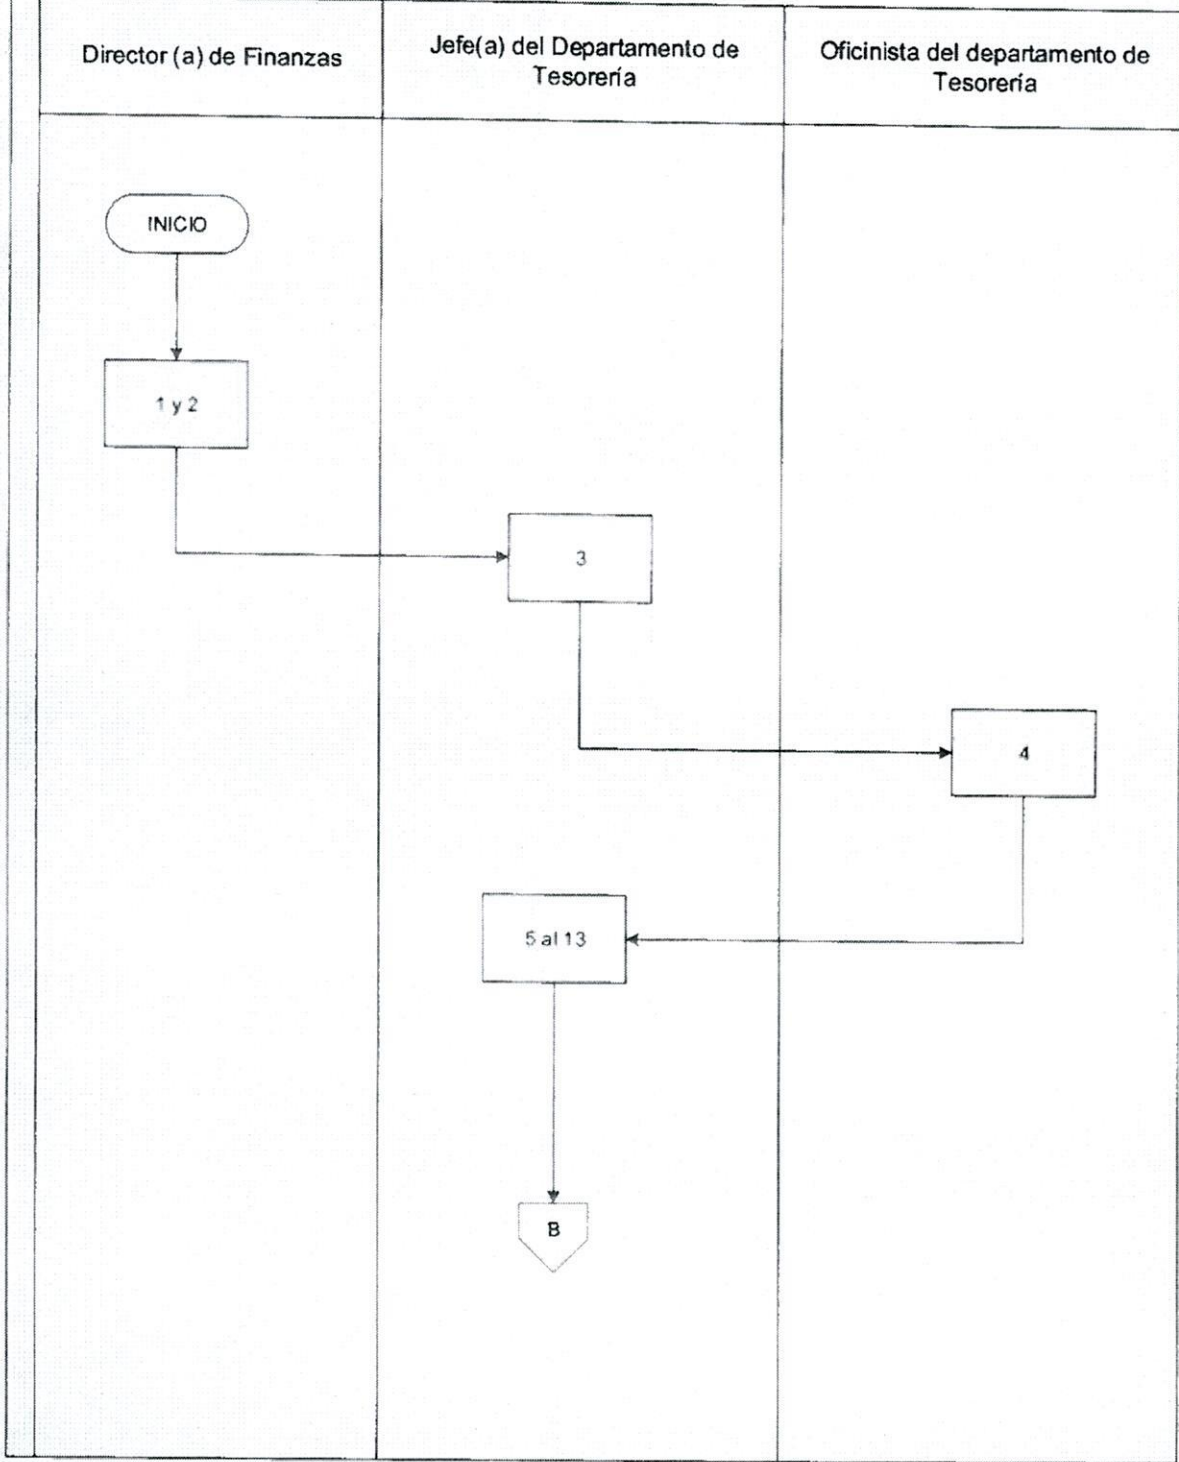 Director (a) de Finanzas
Jefe(a) del Departamento de
Tesorería
Oficinista del departamento de
Tesorería
INICIO
1 y 2
3
4
5 al 13
B